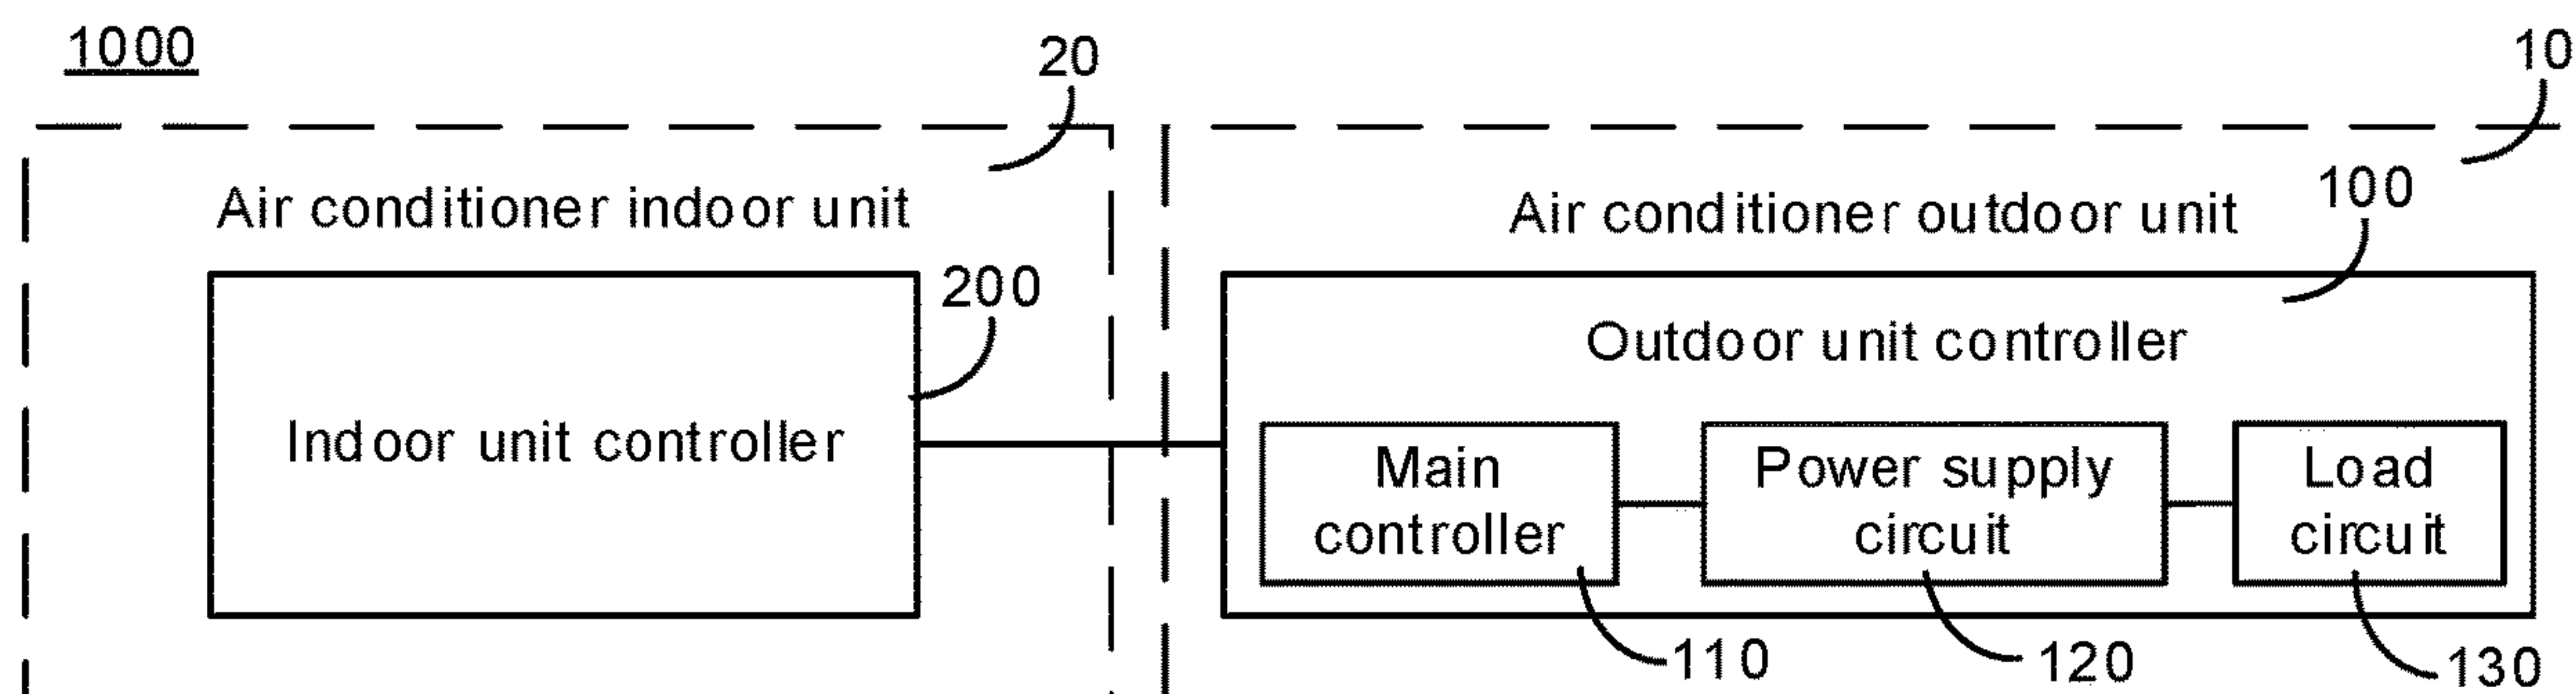 1000
20
10
Air conditioner indoor unit
Air conditioner outdoor unit
100
200
Outdoor unit controller
Indoor unit controller
Main
controller
Power supply
circuit
Load
circuit
110
120
130